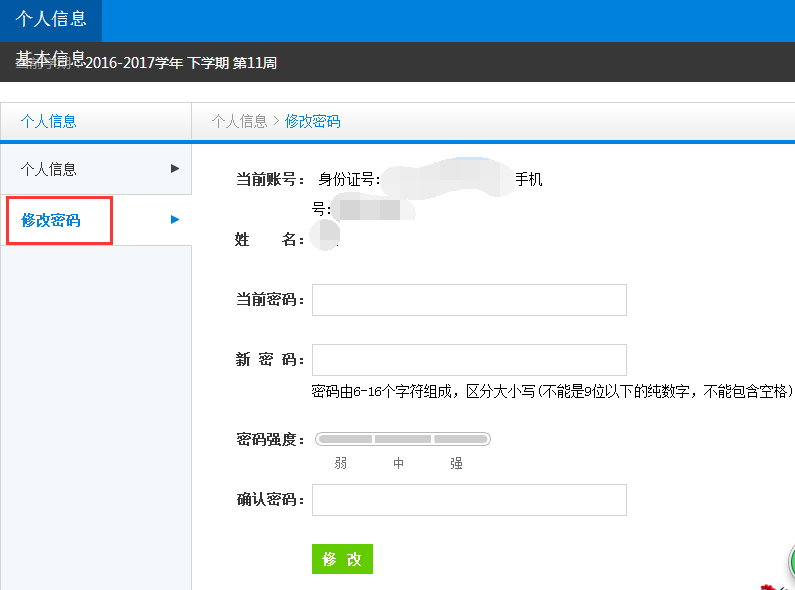 个人信息
基本信息
当前学期：2016-2017学年 下学期 第11周
个人信息
个人信息 > 修改密码
个人信息 ▶
修改密码 ▶
当前账号： 身份证号: 手机
号:
姓 名：
当前密码：
新 密 码：
密码由6-16个字符组成，区分大小写(不能是9位以下的纯数字，不能包含空格)
密码强度：
弱 中 强
确认密码：
修 改